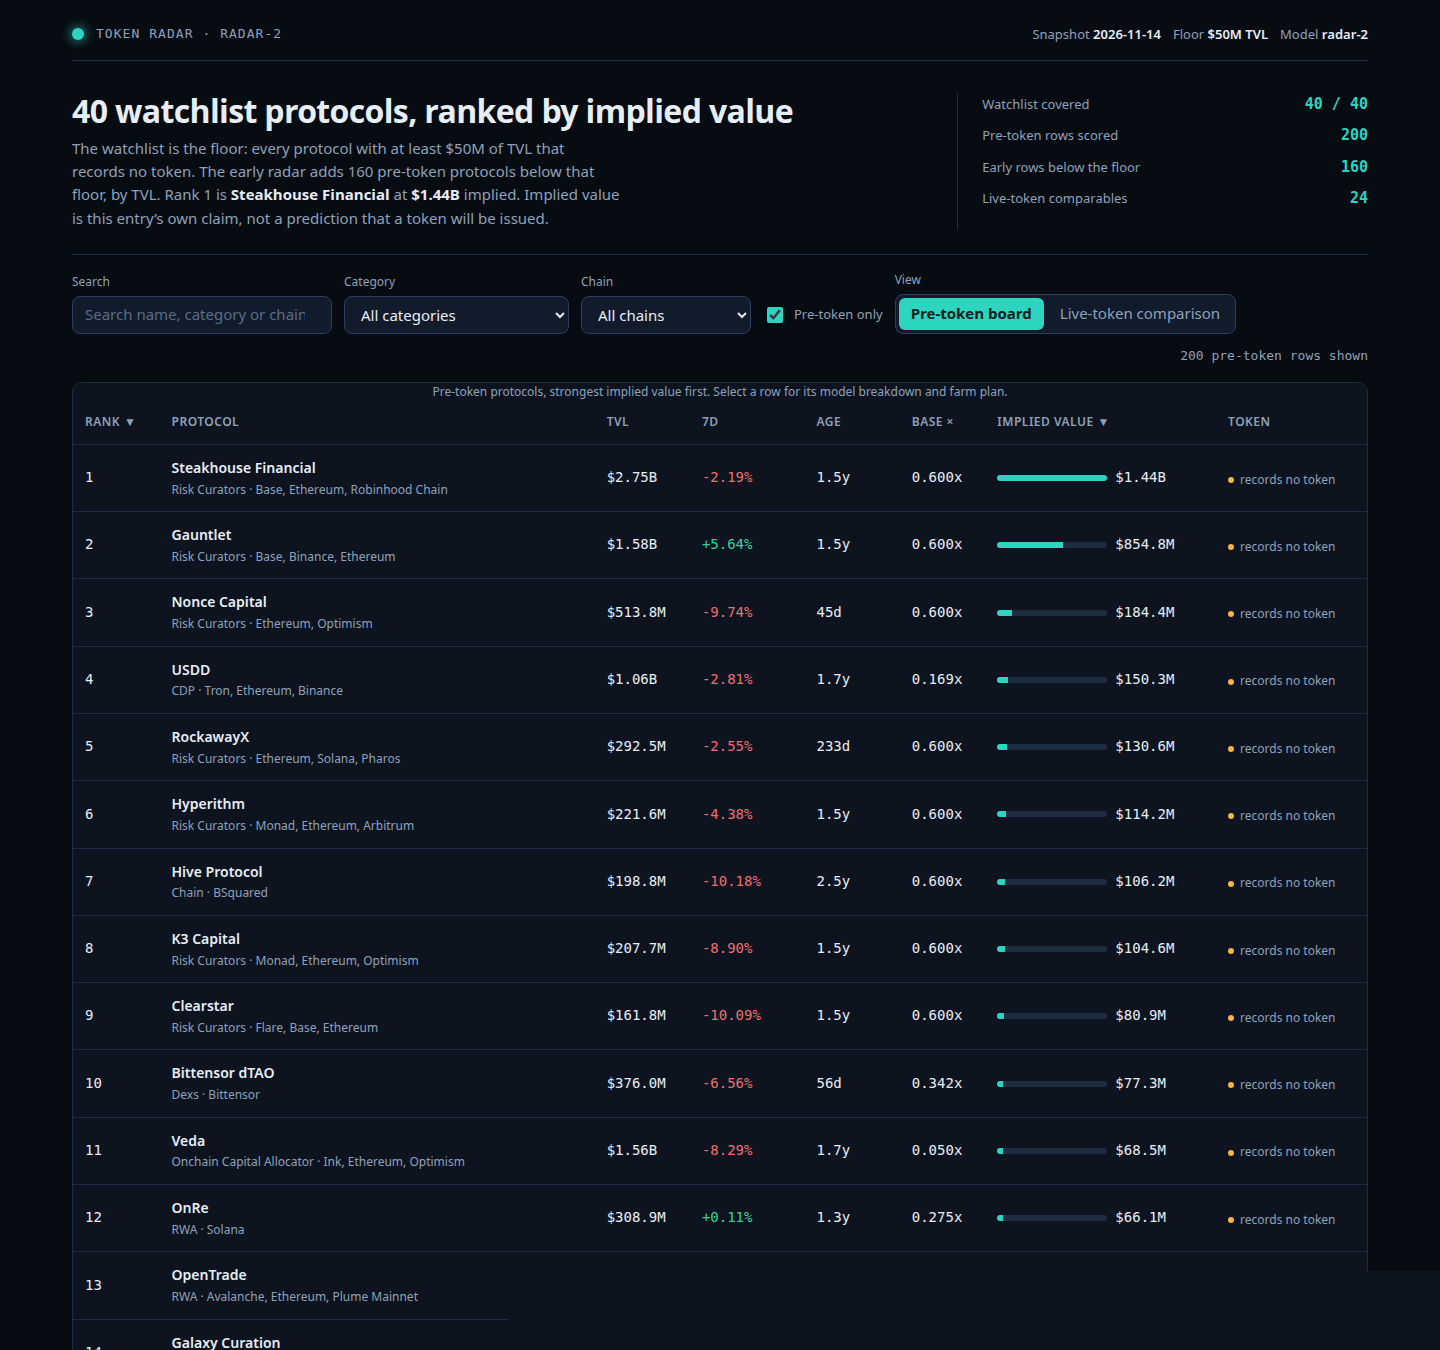 TOKEN RADAR · RADAR-2
Snapshot 2026-11-14 Floor $50M TVL Model radar-2
40 watchlist protocols, ranked by implied value
The watchlist is the floor: every protocol with at least $50M of TVL that
records no token. The early radar adds 160 pre-token protocols below that
floor, by TVL. Rank 1 is Steakhouse Financial at $1.44B implied. Implied value
is this entry's own claim, not a prediction that a token will be issued.
Watchlist covered 40 / 40
Pre-token rows scored 200
Early rows below the floor 160
Live-token comparables 24
Search Category Chain View
Search name, category or chain All categories All chains Pre-token only Pre-token board Live-token comparison
200 pre-token rows shown
Pre-token protocols, strongest implied value first. Select a row for its model breakdown and farm plan.
RANK ▼ PROTOCOL TVL 7D AGE BASE × IMPLIED VALUE ▼ TOKEN
1 Steakhouse Financial $2.75B -2.19% 1.5y 0.600x $1.44B records no token
Risk Curators · Base, Ethereum, Robinhood Chain
2 Gauntlet $1.58B +5.64% 1.5y 0.600x $854.8M records no token
Risk Curators · Base, Binance, Ethereum
3 Nonce Capital $513.8M -9.74% 45d 0.600x $184.4M records no token
Risk Curators · Ethereum, Optimism
4 USDD $1.06B -2.81% 1.7y 0.169x $150.3M records no token
CDP · Tron, Ethereum, Binance
5 RockawayX $292.5M -2.55% 233d 0.600x $130.6M records no token
Risk Curators · Ethereum, Solana, Pharos
6 Hyperithm $221.6M -4.38% 1.5y 0.600x $114.2M records no token
Risk Curators · Monad, Ethereum, Arbitrum
7 Hive Protocol $198.8M -10.18% 2.5y 0.600x $106.2M records no token
Chain · BSquared
8 K3 Capital $207.7M -8.90% 1.5y 0.600x $104.6M records no token
Risk Curators · Monad, Ethereum, Optimism
9 Clearstar $161.8M -10.09% 1.5y 0.600x $80.9M records no token
Risk Curators · Flare, Base, Ethereum
10 Bittensor dTAO $376.0M -6.56% 56d 0.342x $77.3M records no token
Dexs · Bittensor
11 Veda $1.56B -8.29% 1.7y 0.050x $68.5M records no token
Onchain Capital Allocator · Ink, Ethereum, Optimism
12 OnRe $308.9M +0.11% 1.3y 0.275x $66.1M records no token
RWA · Solana
13 OpenTrade
RWA · Avalanche, Ethereum, Plume Mainnet
Galaxy Curation